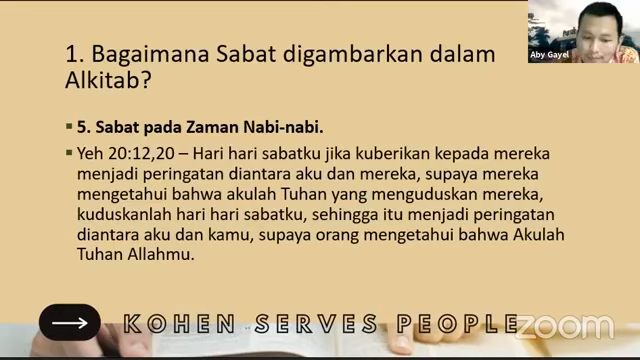 1. Bagaimana Sabat digambarkan dalam
Alkitab?
Aby Gayel
5. Sabat pada Zaman Nabi-nabi.
Yeh 20:12,20 – Hari hari sabatku jika kuberikan kepada mereka
menjadi peringatan diantara aku dan mereka, supaya mereka
mengetahui bahwa akulah Tuhan yang menguduskan mereka,
kuduskanlah hari hari sabatku, sehingga itu menjadi peringatan
diantara aku dan kamu, supaya orang mengetahui bahwa Akulah
Tuhan Allahmu.
KOHEN SERVES PEOPLE
zoom